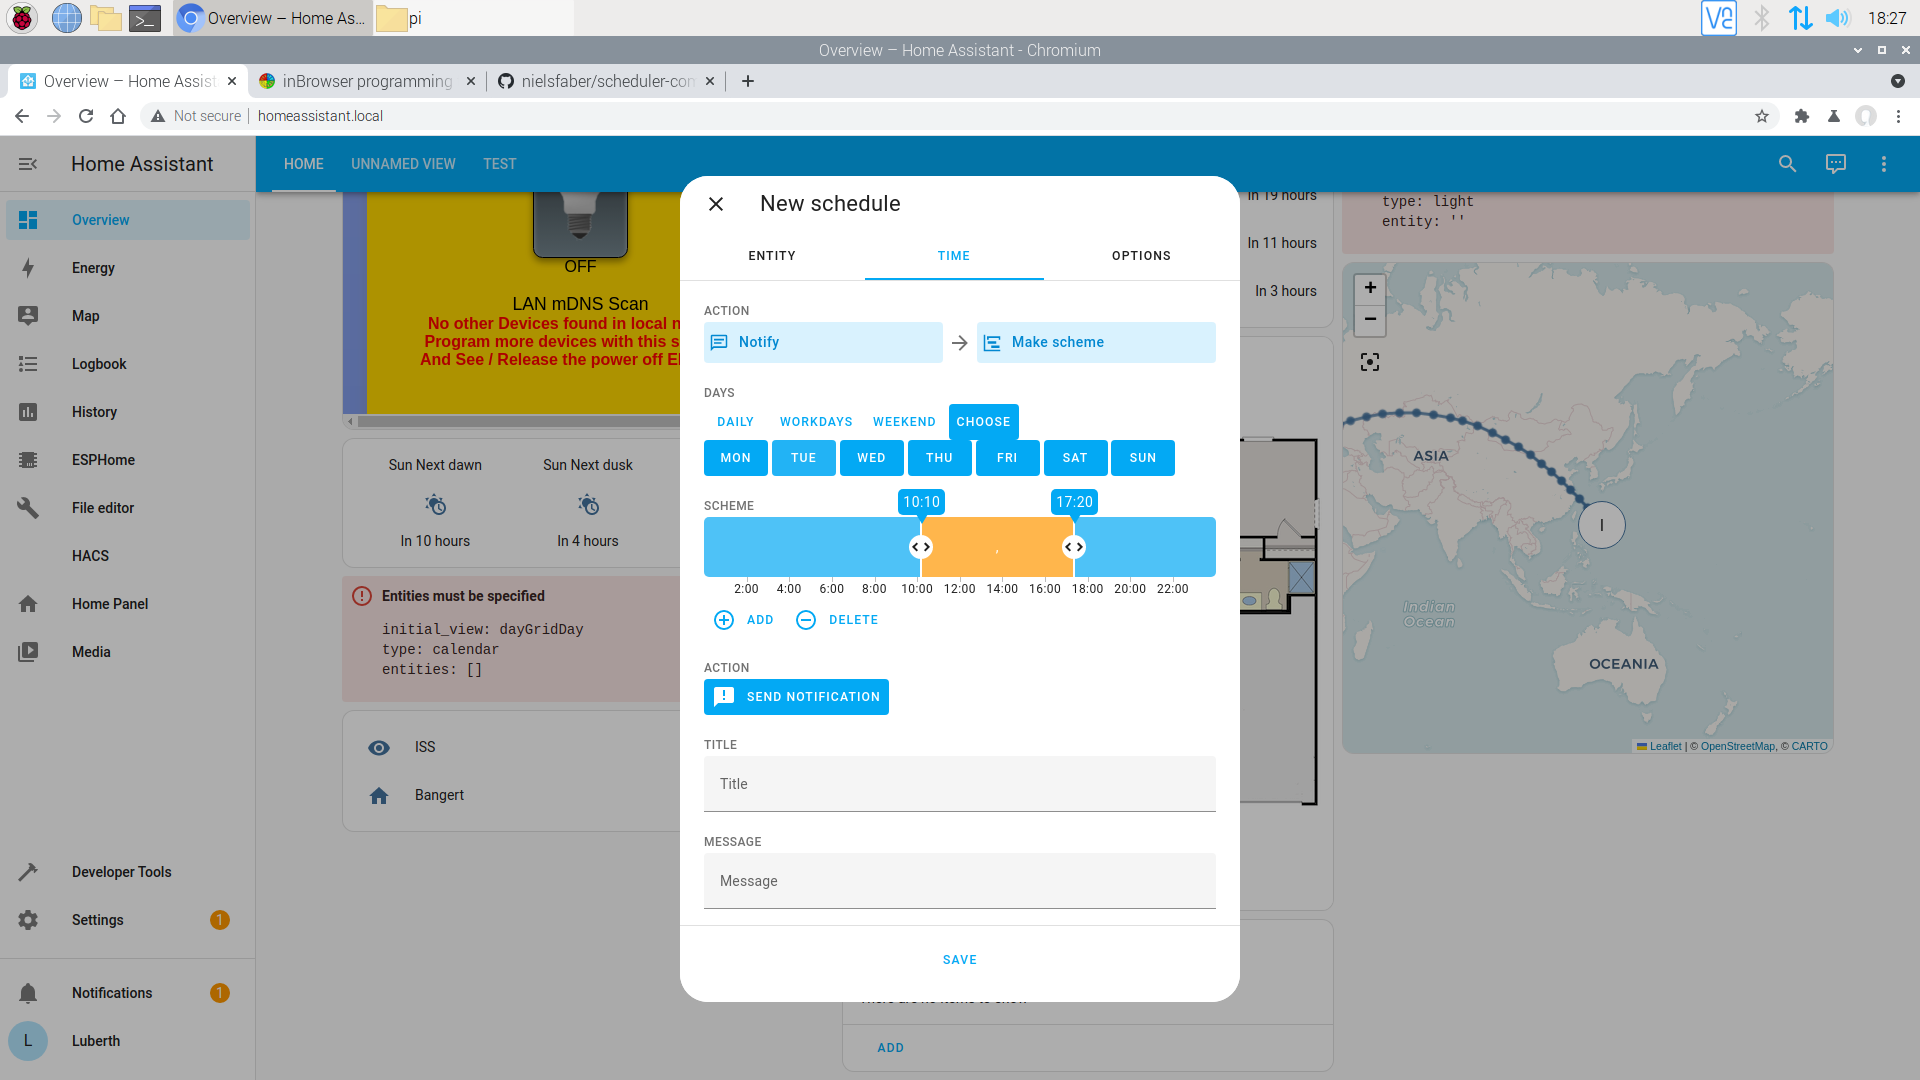 Overview – Home As...
pi
18:27
Overview – Home Assistant - Chromium
Overview – Home Assist
inBrowser programming
nielsfaber/scheduler-com
Not secure
homeassistant.local
Home Assistant
HOME
UNNAMED VIEW
TEST
Overview
Energy
Map
Logbook
History
ESPHome
File editor
HACS
Home Panel
Media
Developer Tools
Settings
1
Notifications
1
L
Luberth
OFF
LAN mDNS Scan
No other Devices found in local n
Program more devices with this s
And See / Release the power off E
Sun Next dawn
Sun Next dusk
In 10 hours
In 4 hours
Entities must be specified
initial_view: dayGridDay
type: calendar
entities: []
ISS
Bangert
New schedule
ENTITY
TIME
OPTIONS
ACTION
Notify
Make scheme
DAYS
DAILY
WORKDAYS
WEEKEND
CHOOSE
MON
TUE
WED
THU
FRI
SAT
SUN
SCHEME
10:10
17:20
,
2:00
4:00
6:00
8:00
10:00
12:00
14:00
16:00
18:00
20:00
22:00
ADD
DELETE
ACTION
SEND NOTIFICATION
TITLE
Title
MESSAGE
Message
SAVE
In 19 hours
In 11 hours
In 3 hours
ADD
type: light
entity: ''
+
−
ASIA
I
Indian
Ocean
OCEANIA
Leaflet | © OpenStreetMap, © CARTO